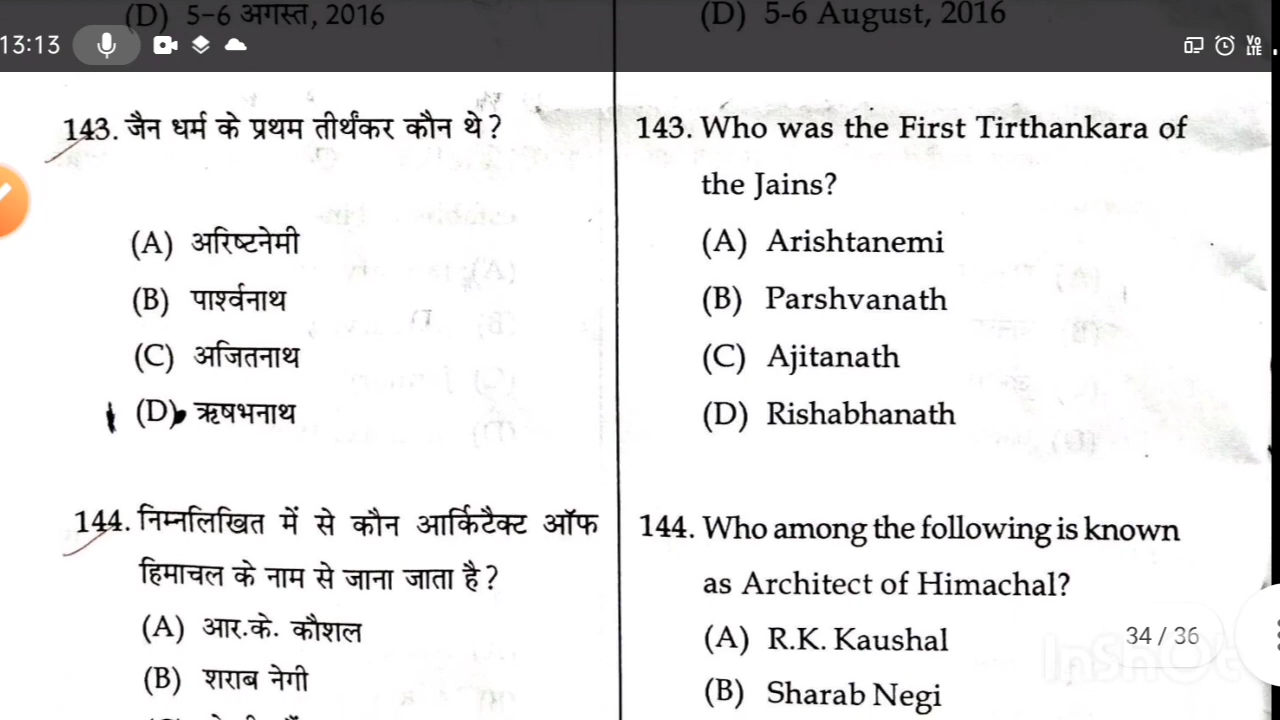 (D) 5-6 अगस्त, 2016
13:13
143. जैन धर्म के प्रथम तीर्थंकर कौन थे?
(A) अरिष्टनेमी
(B) पार्श्वनाथ
(C) अजितनाथ
(D) ऋषभनाथ
144. निम्नलिखित में से कौन आर्किटैक्ट ऑफ
हिमाचल के नाम से जाना जाता है?
(A) आर.के. कौशल
(B) शराब नेगी
(D) 5-6 August, 2016
Vo LTE
143. Who was the First Tirthankara of
the Jains?
(A) Arishtanemi
(B) Parshvanath
(C) Ajitanath
(D) Rishabhanath
144. Who among the following is known
as Architect of Himachal?
(A) R.K. Kaushal
(B) Sharab Negi
34 / 36
InShOt